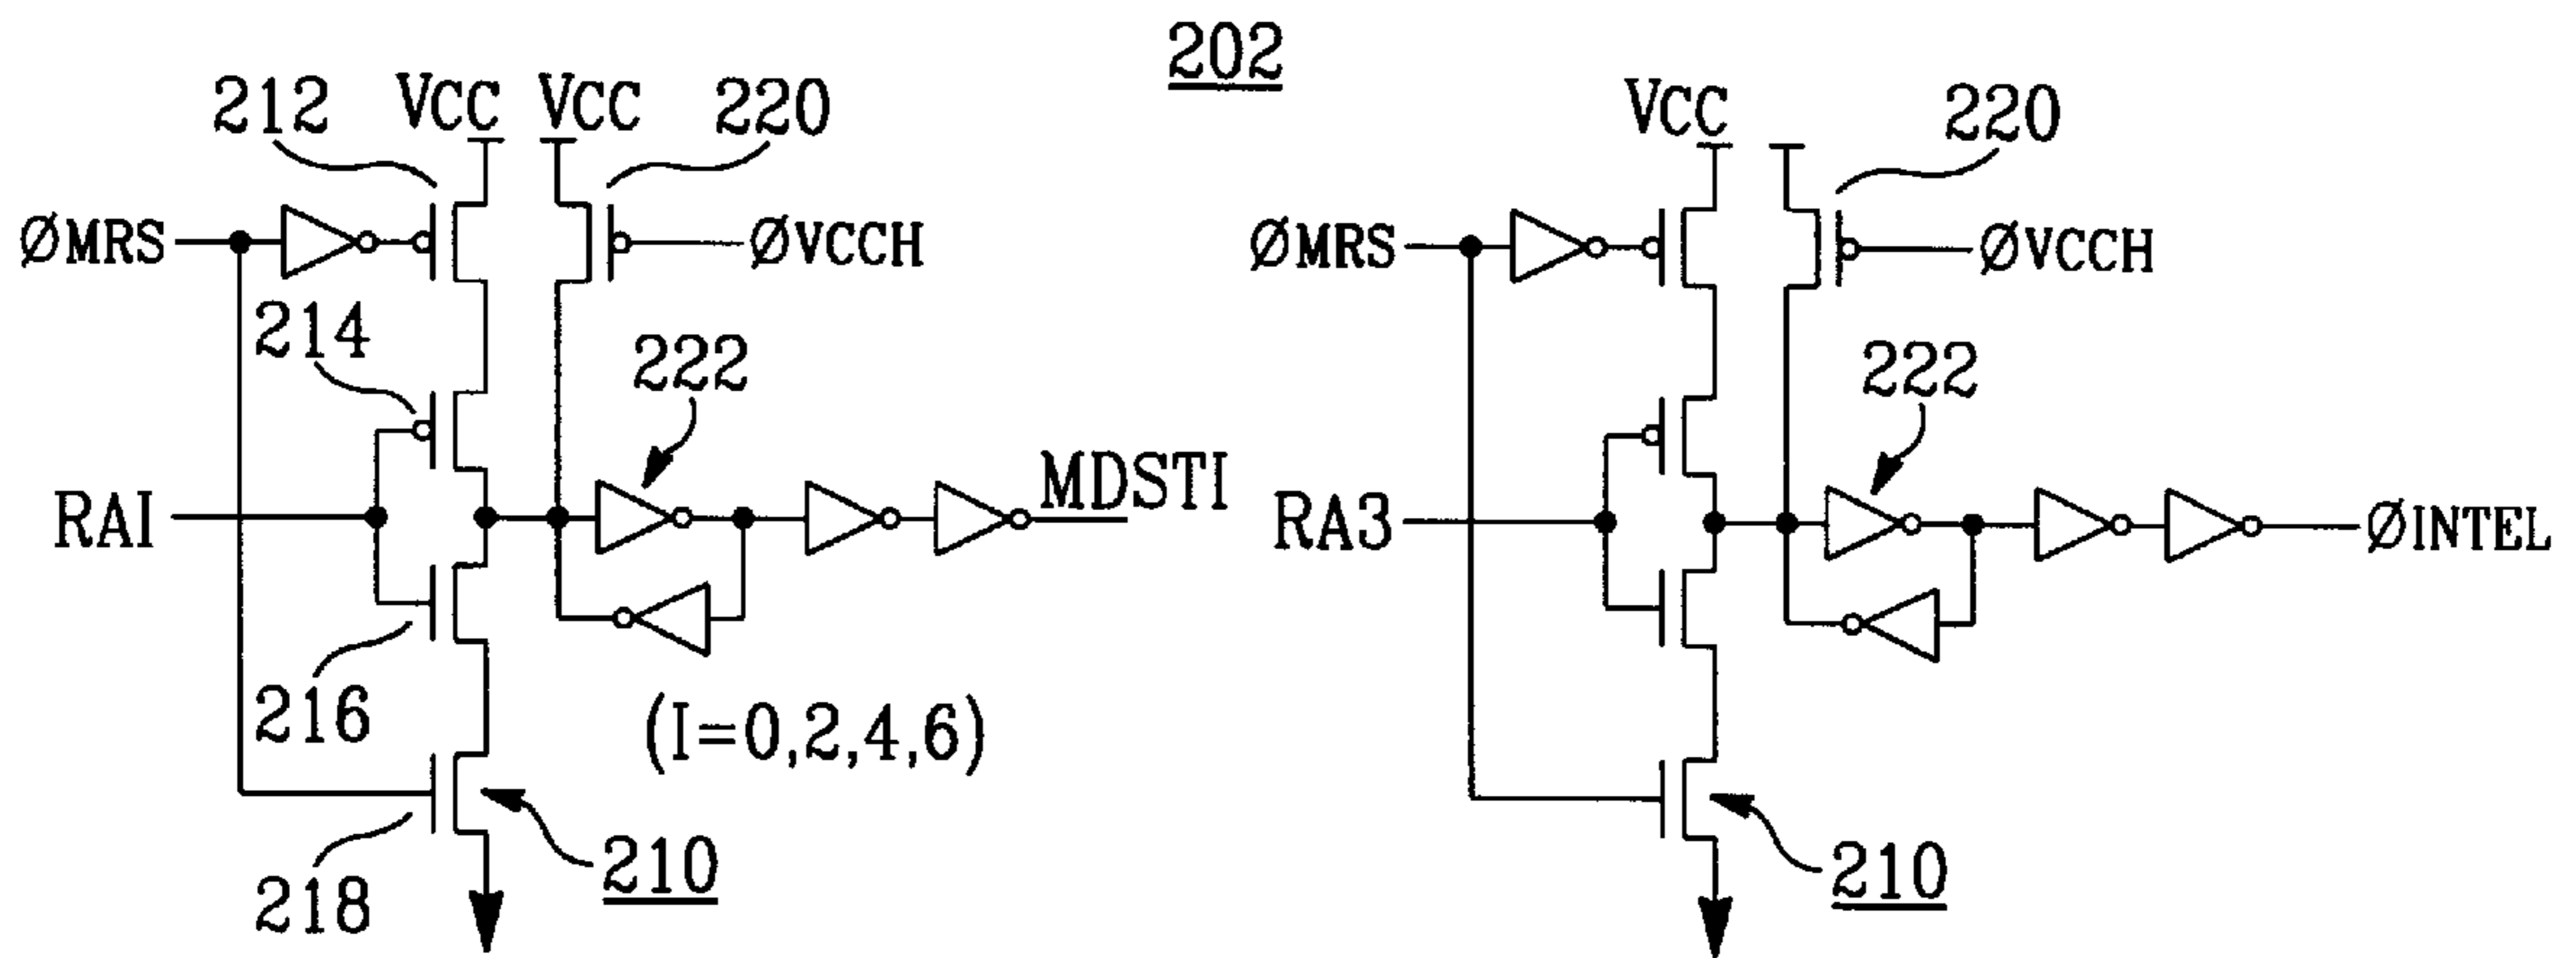 202
212
VCC
VCC
220
ØMRS
ØVCCH
214
222
RAI
MDSTI
216
(I=0,2,4,6)
218
210
VCC
220
ØMRS
ØVCCH
222
RA3
ØINTEL
210